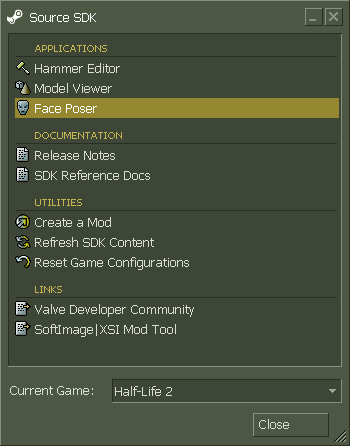 Source SDK
APPLICATIONS
Hammer Editor
Model Viewer
Face Poser
DOCUMENTATION
Release Notes
SDK Reference Docs
UTILITIES
Create a Mod
Refresh SDK Content
Reset Game Configurations
LINKS
Valve Developer Community
SoftImage|XSI Mod Tool
Current Game: Half-Life 2
Close